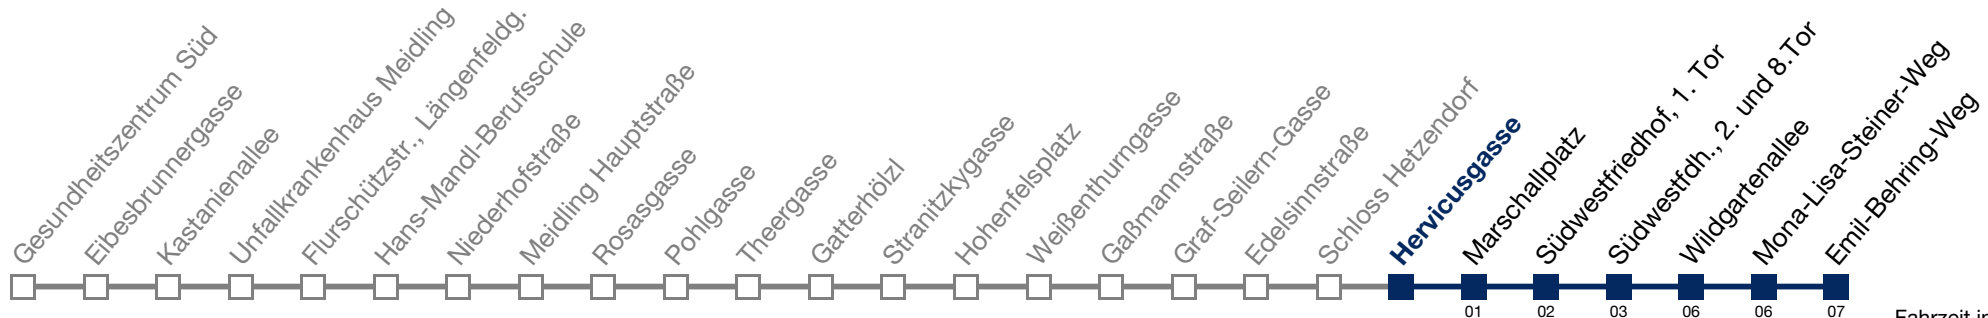 Gesundheitszentrum Süd
Eibesbrunnergasse
Kastanienallee
Unfallkrankenhaus Meidling
Flurschützstr., Längenfeldg.
Hans-Mandl-Berufsschule
Niederhofstraße
Meidling Hauptstraße
Rosasgasse
Pohlgasse
Theergasse
Gatterhölzl
Stranitzkygasse
Hohenfelsplatz
Weißenthurngasse
Gaßmannstraße
Graf-Seilern-Gasse
Edelsinnstraße
Schloss Hetzendorf
Hervicusgasse
Marschallplatz
Südwestfriedhof, 1. Tor
Südwestfdh., 2. und 8.Tor
Wildgartenallee
Mona-Lisa-Steiner-Weg
Emil-Behring-Weg
01 02 03 06 06 07
Fahrzeit i